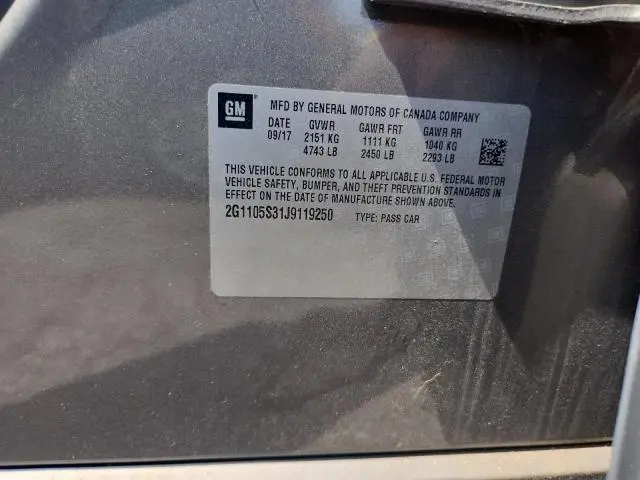 GM
MFD BY GENERAL MOTORS OF CANADA COMPANY
DATE GVWR GAWR FRT GAWR RR
09/17 2151 KG 1111 KG 1040 KG
4743 LB 2450 LB 2293 LB
THIS VEHICLE CONFORMS TO ALL APPLICABLE U.S. FEDERAL MOTOR
VEHICLE SAFETY, BUMPER, AND THEFT PREVENTION STANDARDS IN
EFFECT ON THE DATE OF MANUFACTURE SHOWN ABOVE.
2G1105S31J9119250 TYPE: PASS CAR